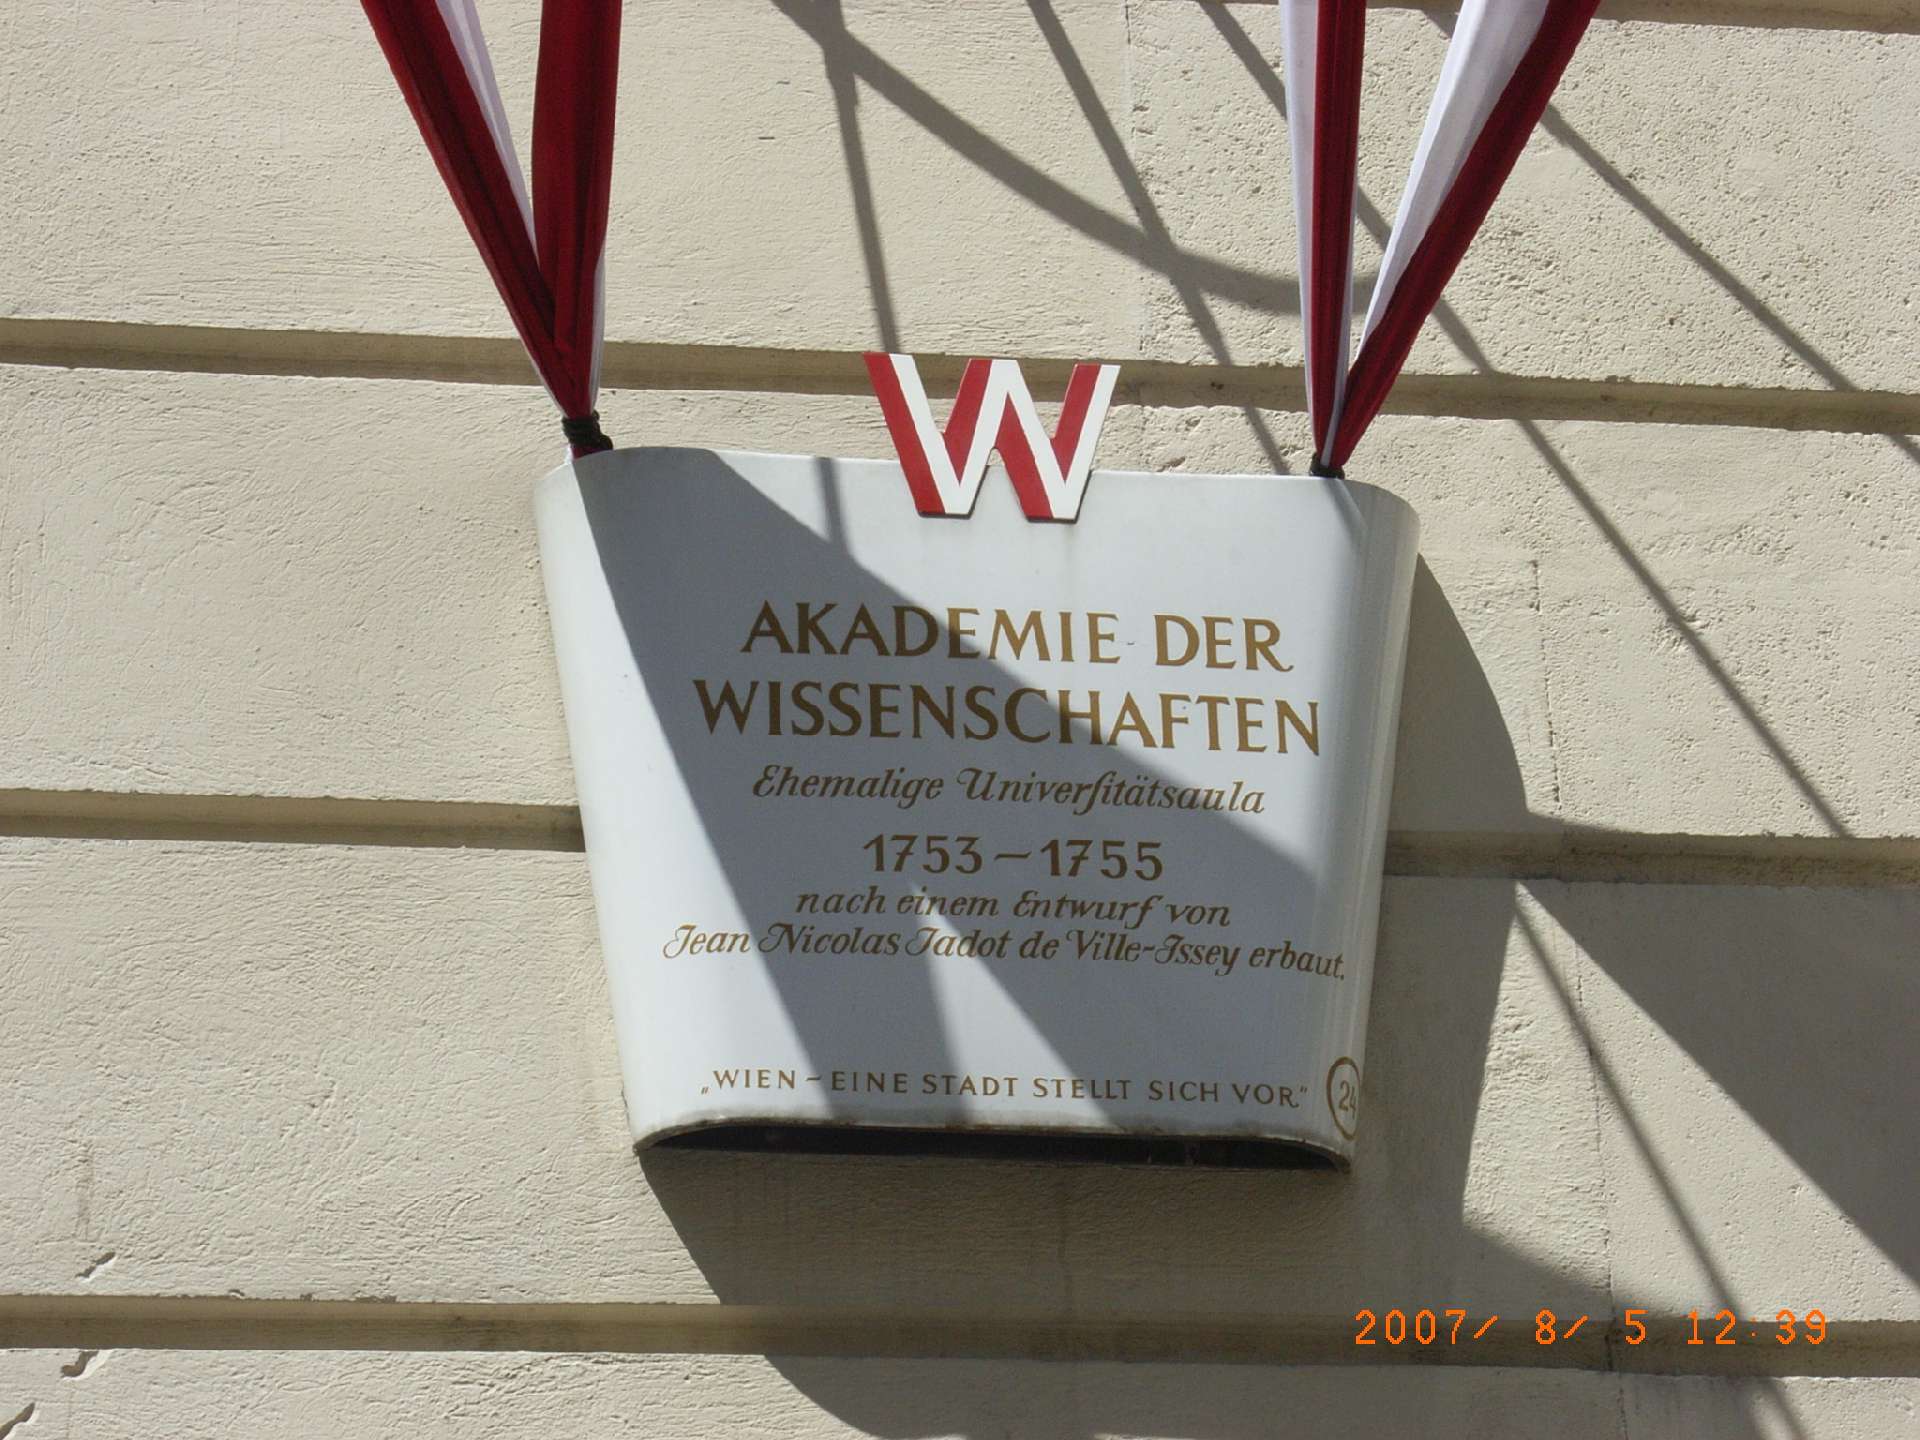 W
AKADEMIE DER
WISSENSCHAFTEN
Ehemalige Univerſitätsaula
1753–1755
nach einem Entwurf von
Jean Nicolas Jadot de Ville-Issey erbaut.
„WIEN – EINE STADT STELLT SICH VOR.“
24
2007/ 8/ 5 12:39